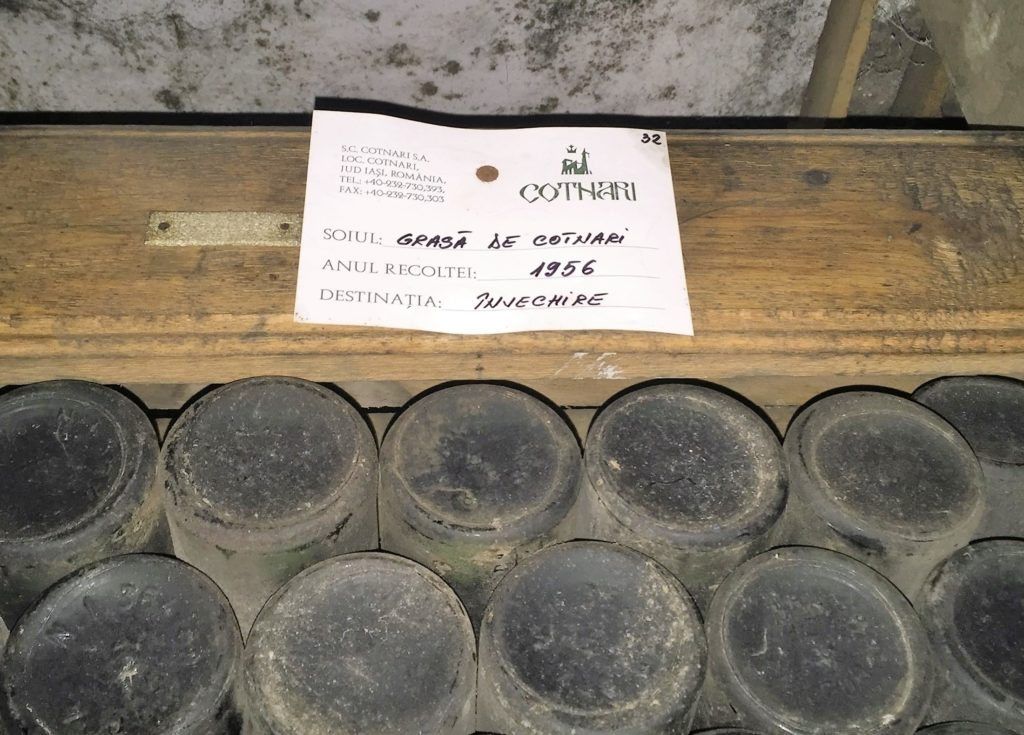 32
S.C. COTNARI S.A.
LOC. COTNARI,
JUD IAȘI, ROMÂNIA,
TEL.: +40-232-730,393,
FAX: +40-232-730,303
COTNARI
SOIUL: GRASĂ DE COTNARI
ANUL RECOLTEI: 1956
DESTINAȚIA: ÎNVECHIRE